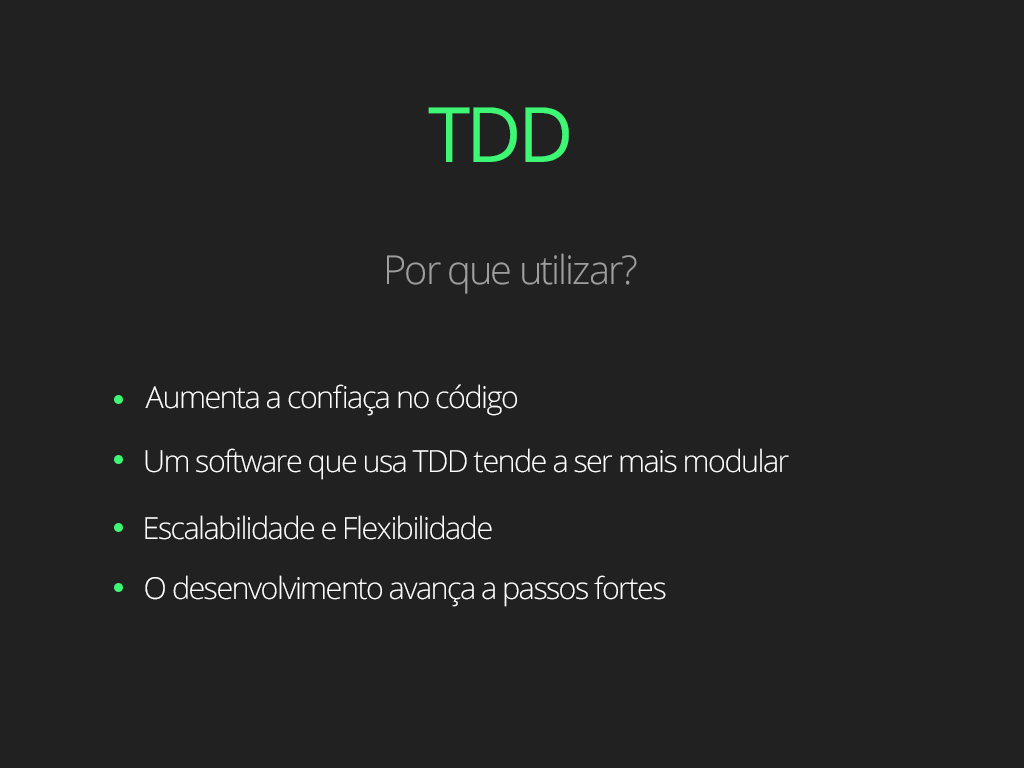 TDD
Por que utilizar?
• Aumenta a confiaça no código
• Um software que usa TDD tende a ser mais modular
• Escalabilidade e Flexibilidade
• O desenvolvimento avança a passos fortes